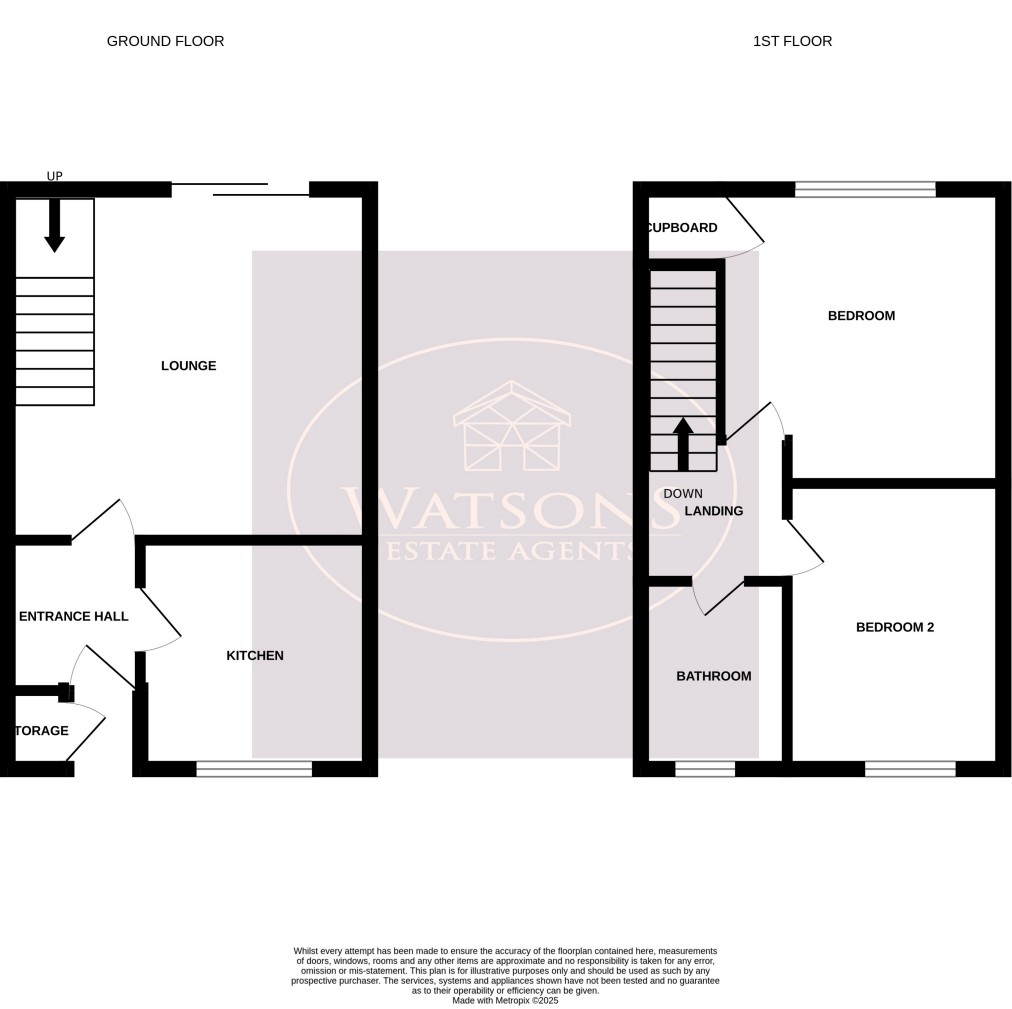 GROUND FLOOR
1ST FLOOR
UP
CUPBOARD
BEDROOM
LOUNGE
DOWN
LANDING
WATSONS
ESTATE AGENTS
ENTRANCE HALL
KITCHEN
BEDROOM 2
BATHROOM
TORAGE
Whilst every attempt has been made to ensure the accuracy of the floorplan contained here, measurements
of doors, windows, rooms and any other items are approximate and no responsibility is taken for any error,
omission or mis-statement. This plan is for illustrative purposes only and should be used as such by any
prospective purchaser. The services, systems and appliances shown have not been tested and no guarantee
as to their operability or efficiency can be given.
Made with Metropix ©2025